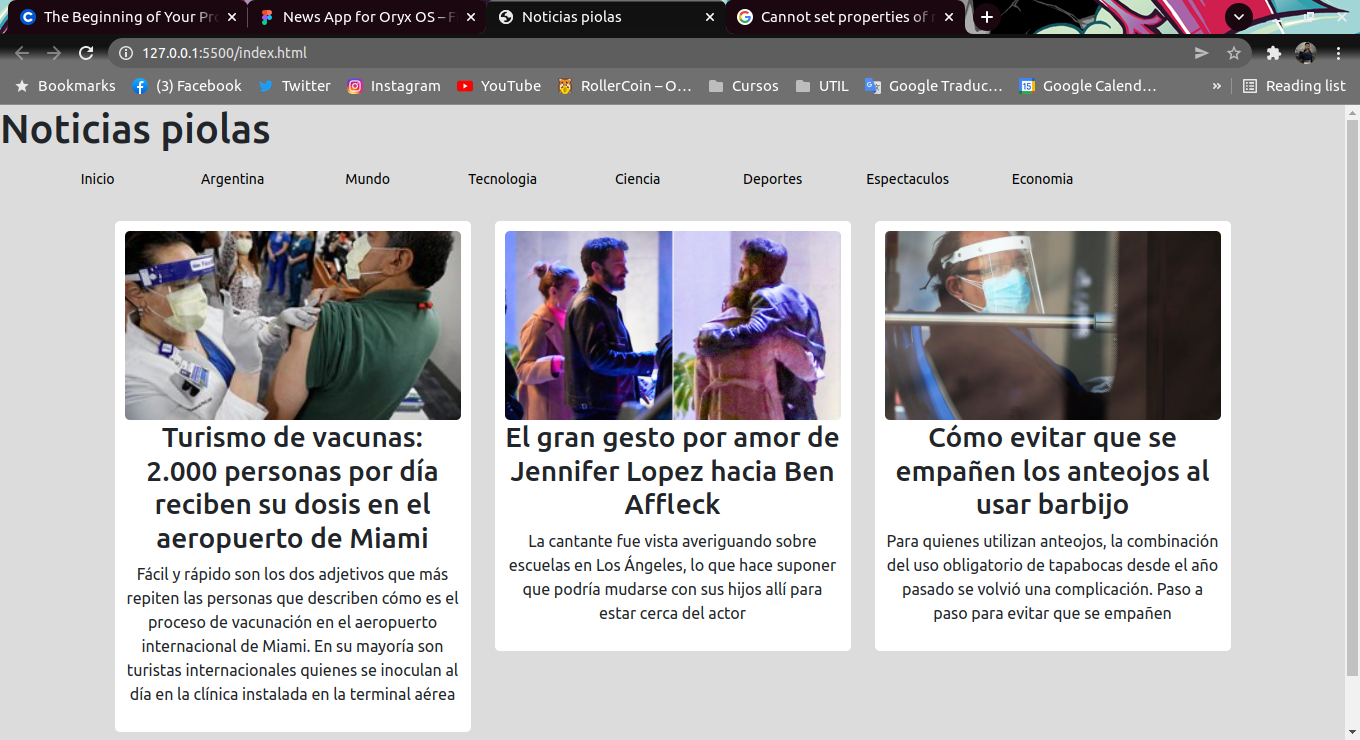 The Beginning of Your Pr
News App for Oryx OS – F
Noticias piolas
Cannot set properties of
127.0.0.1:5500/index.html
Bookmarks
(3) Facebook
Twitter
Instagram
YouTube
RollerCoin – O…
Cursos
UTIL
Google Traduc…
Google Calend…
»
Reading list
Noticias piolas
Inicio
Argentina
Mundo
Tecnologia
Ciencia
Deportes
Espectaculos
Economia
Turismo de vacunas:
2.000 personas por día
reciben su dosis en el
aeropuerto de Miami
Fácil y rápido son los dos adjetivos que más
repiten las personas que describen cómo es el
proceso de vacunación en el aeropuerto
internacional de Miami. En su mayoría son
turistas internacionales quienes se inoculan al
día en la clínica instalada en la terminal aérea
El gran gesto por amor de
Jennifer Lopez hacia Ben
Affleck
La cantante fue vista averiguando sobre
escuelas en Los Ángeles, lo que hace suponer
que podría mudarse con sus hijos allí para
estar cerca del actor
Cómo evitar que se
empañen los anteojos al
usar barbijo
Para quienes utilizan anteojos, la combinación
del uso obligatorio de tapabocas desde el año
pasado se volvió una complicación. Paso a
paso para evitar que se empañen